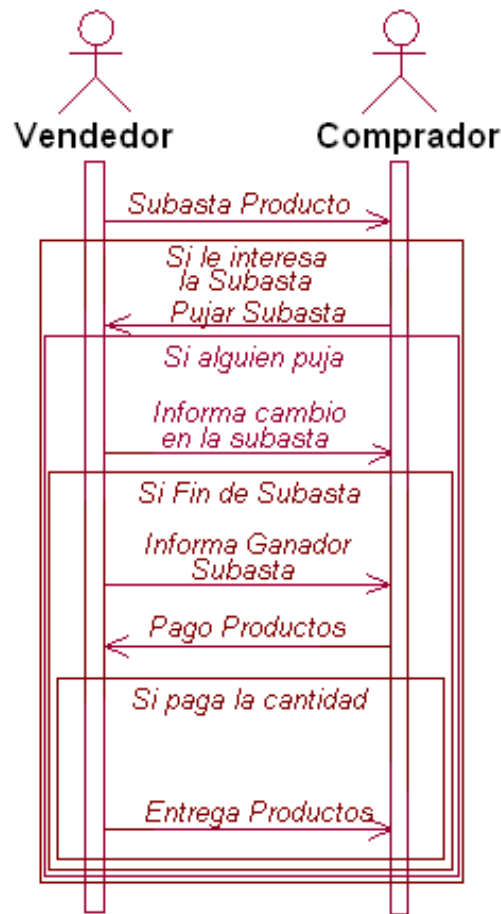 Vendedor
Comprador
Subasta Producto
Si le interesa
la Subasta
Pujar Subasta
Si alguien puja
Informa cambio
en la subasta
Si Fin de Subasta
Informa Ganador
Subasta
Pago Productos
Si paga la cantidad
Entrega Productos